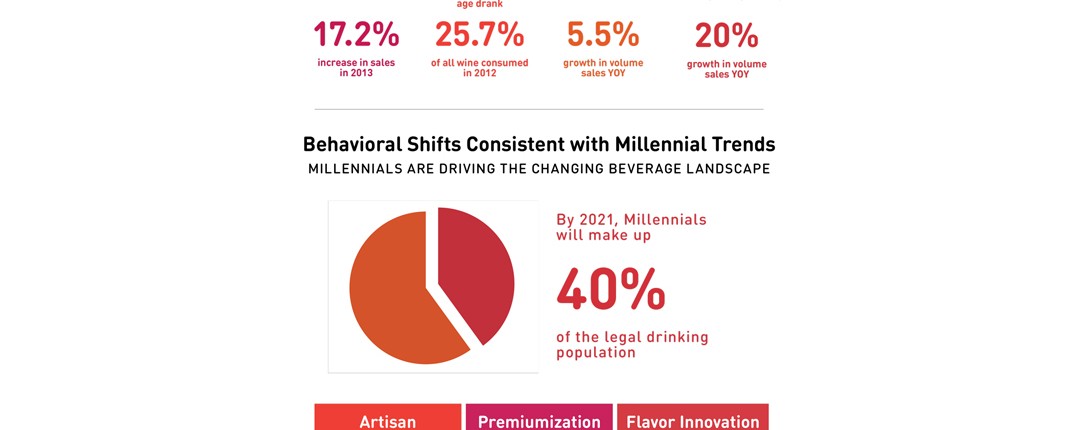 age drank
17.2% 25.7% 5.5% 20%
increase in sales of all wine consumed growth in volume growth in volume
in 2013 in 2012 sales YOY sales YOY
Behavioral Shifts Consistent with Millennial Trends
MILLENNIALS ARE DRIVING THE CHANGING BEVERAGE LANDSCAPE
By 2021, Millennials
will make up
40%
of the legal drinking
population
Artisan Premiumization Flavor Innovation